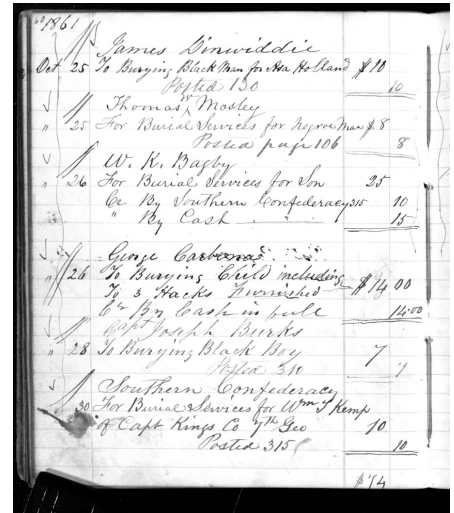 1861
James Dinwiddie
Oct 25 To Burying Black Man for Asa Holland $10
Posted 130 10
Thomas W Mosley
" 25 For Burial Services for Negroe Man $8
Posted page 106 8
W. K. Bagby
" 26 For Burial Services for Son 25
Cr By Southern Confederacy 315 10
" By Cash 15
George
" 26 To Burying Child including
To 3 Hacks Furnished $14 00
Cr By Cash in full 14.00
Capt Joseph Burks
" 28 To Burying Black Boy 7
Posted 310 7
Southern Confederacy
30 For Burial Services for Wm T Kemp
of Capt Kings Co 7th Geo 10
Posted 315 10
$74